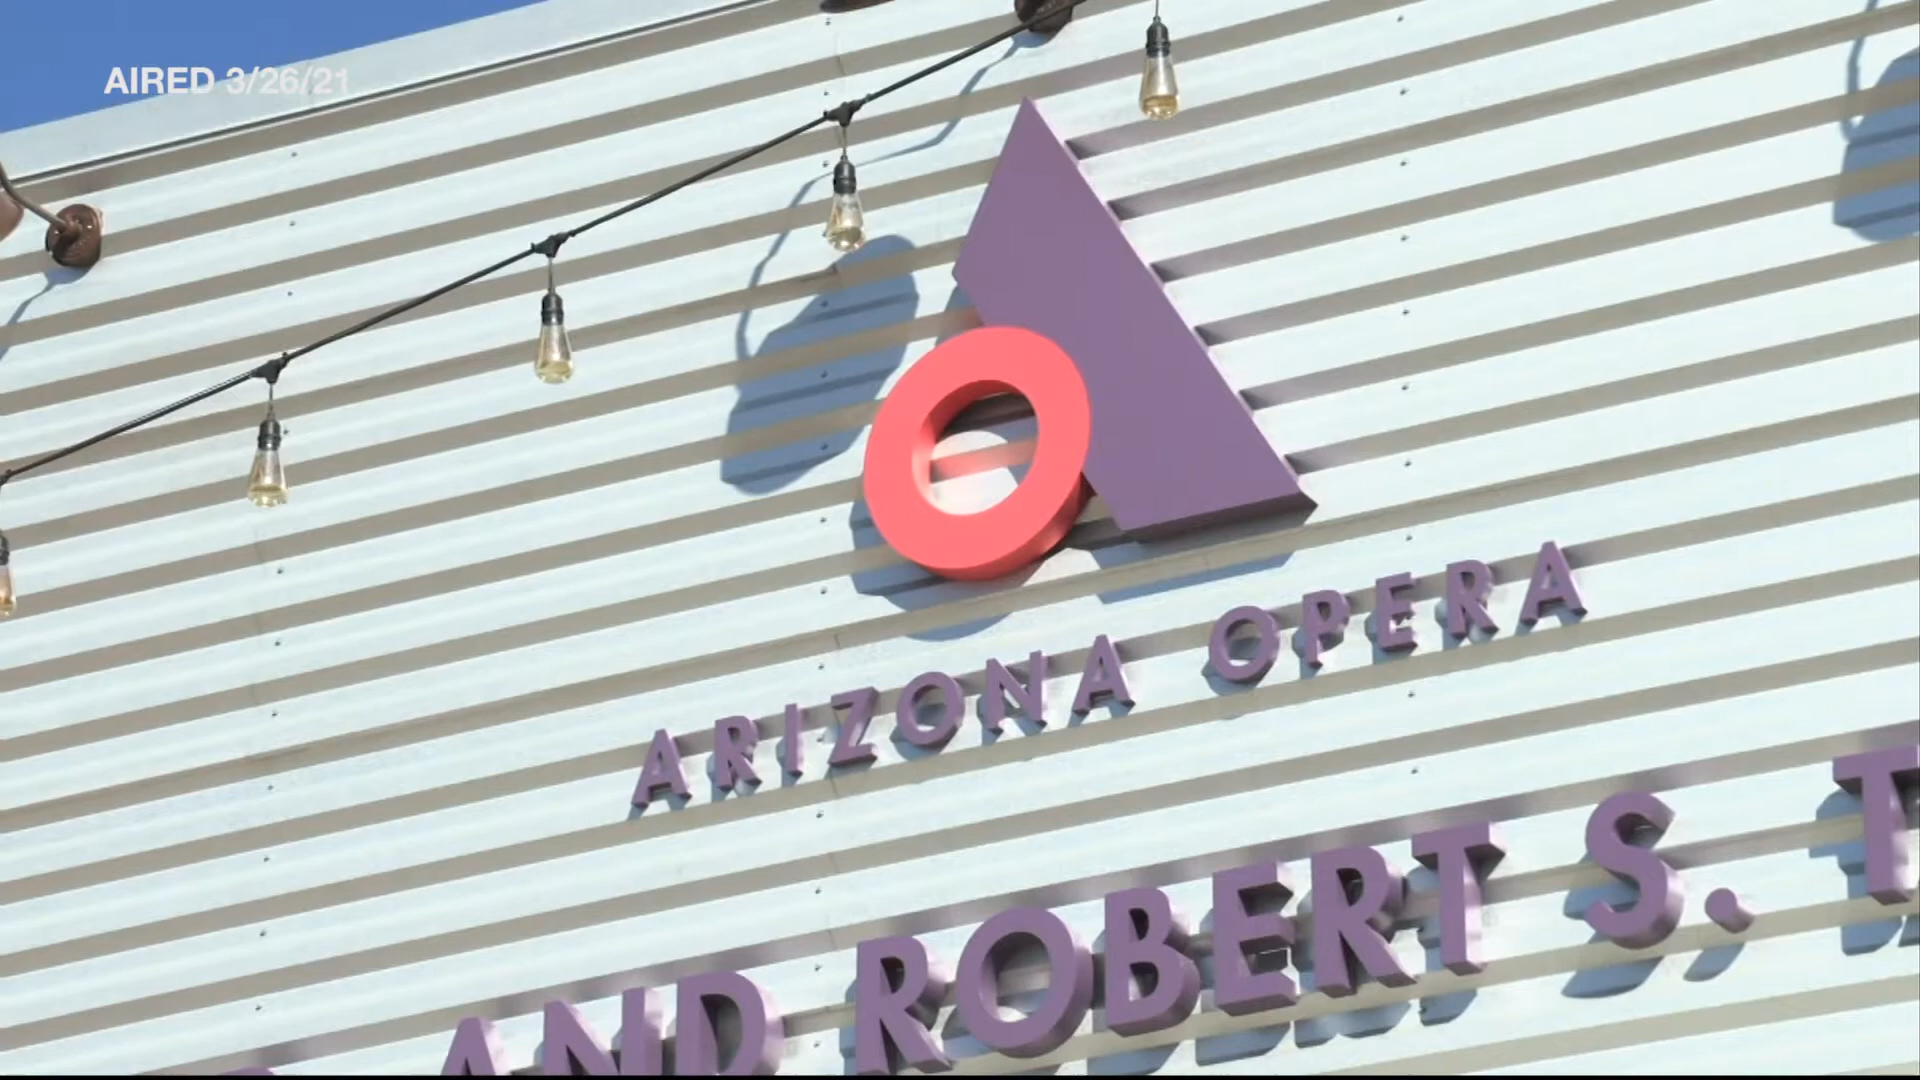 AIRED 3/26/21
ARIZONA OPERA
AND ROBERT S.